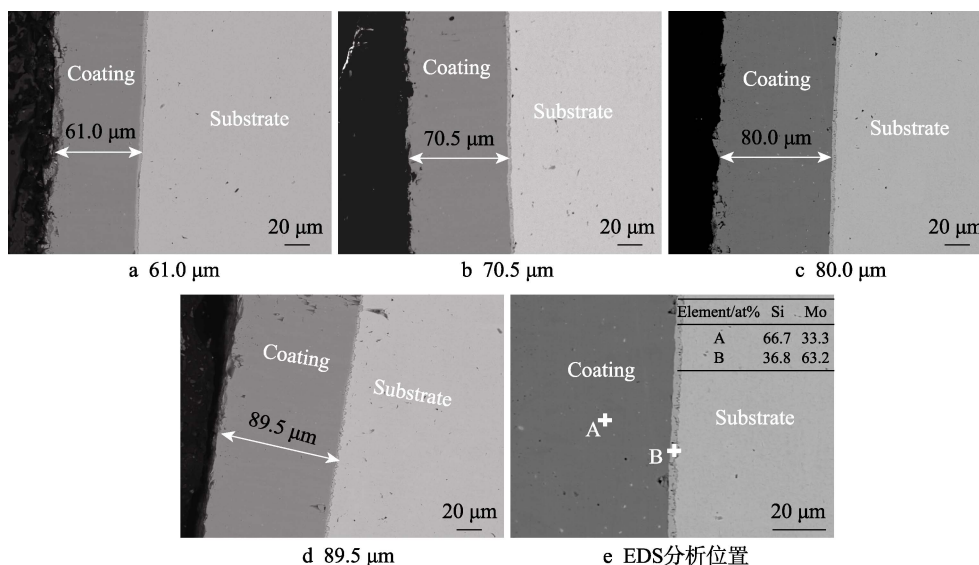 Coating
61.0 μm
Substrate
20 μm
a 61.0 μm
Coating
70.5 μm
Substrate
20 μm
b 70.5 μm
Coating
80.0 μm
Substrate
20 μm
c 80.0 μm
Coating
89.5 μm
Substrate
20 μm
d 89.5 μm
Element/at% Si Mo
A 66.7 33.3
B 36.8 63.2
Coating
Substrate
A
B
20 μm
e EDS分析位置